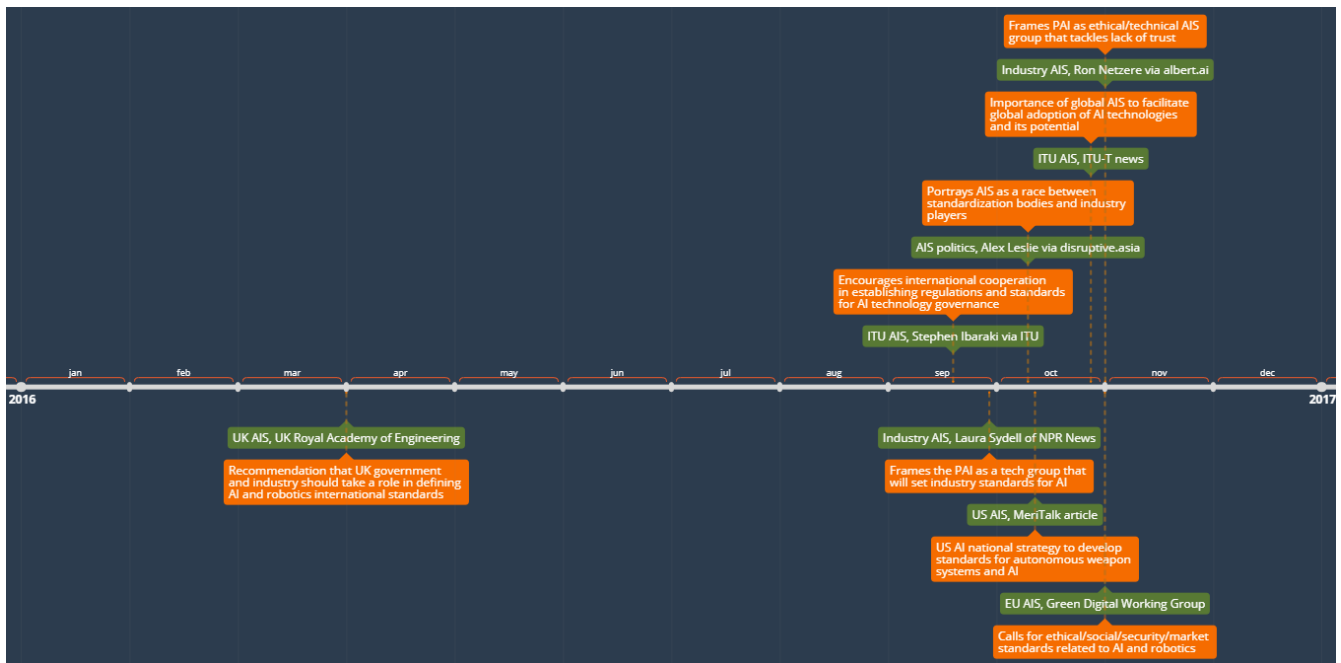 Frames PAI as ethical/technical AIS
group that tackles lack of trust
Industry AIS, Ron Netzere via albert.ai
Importance of global AIS to facilitate
global adoption of AI technologies
and its potential
ITU AIS, ITU-T news
Portrays AIS as a race between
standardization bodies and industry
players
AIS politics, Alex Leslie via disruptive.asia
Encourages international cooperation
in establishing regulations and standards
for AI technology governance
ITU AIS, Stephen Ibaraki via ITU
jan feb mar apr may jun jul aug sep oct nov dec
2016 2017
UK AIS, UK Royal Academy of Engineering
Recommendation that UK government
and industry should take a role in defining
AI and robotics international standards
Industry AIS, Laura Sydell of NPR News
Frames the PAI as a tech group that
will set industry standards for AI
US AIS, MeriTalk article
US AI national strategy to develop
standards for autonomous weapon
systems and AI
EU AIS, Green Digital Working Group
Calls for ethical/social/security/market
standards related to AI and robotics